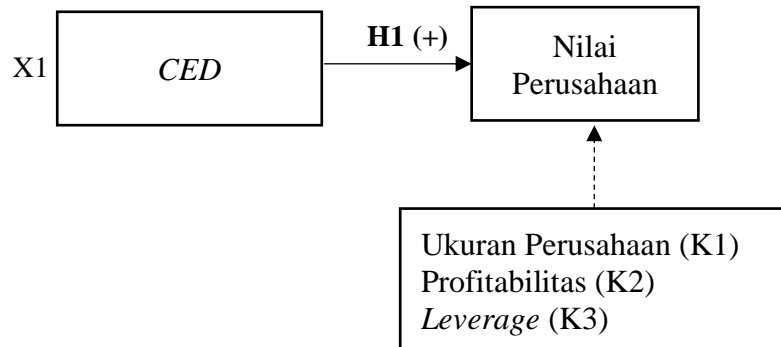 X1
CED
H1 (+)
Nilai
Perusahaan
Ukuran Perusahaan (K1)
Profitabilitas (K2)
Leverage (K3)